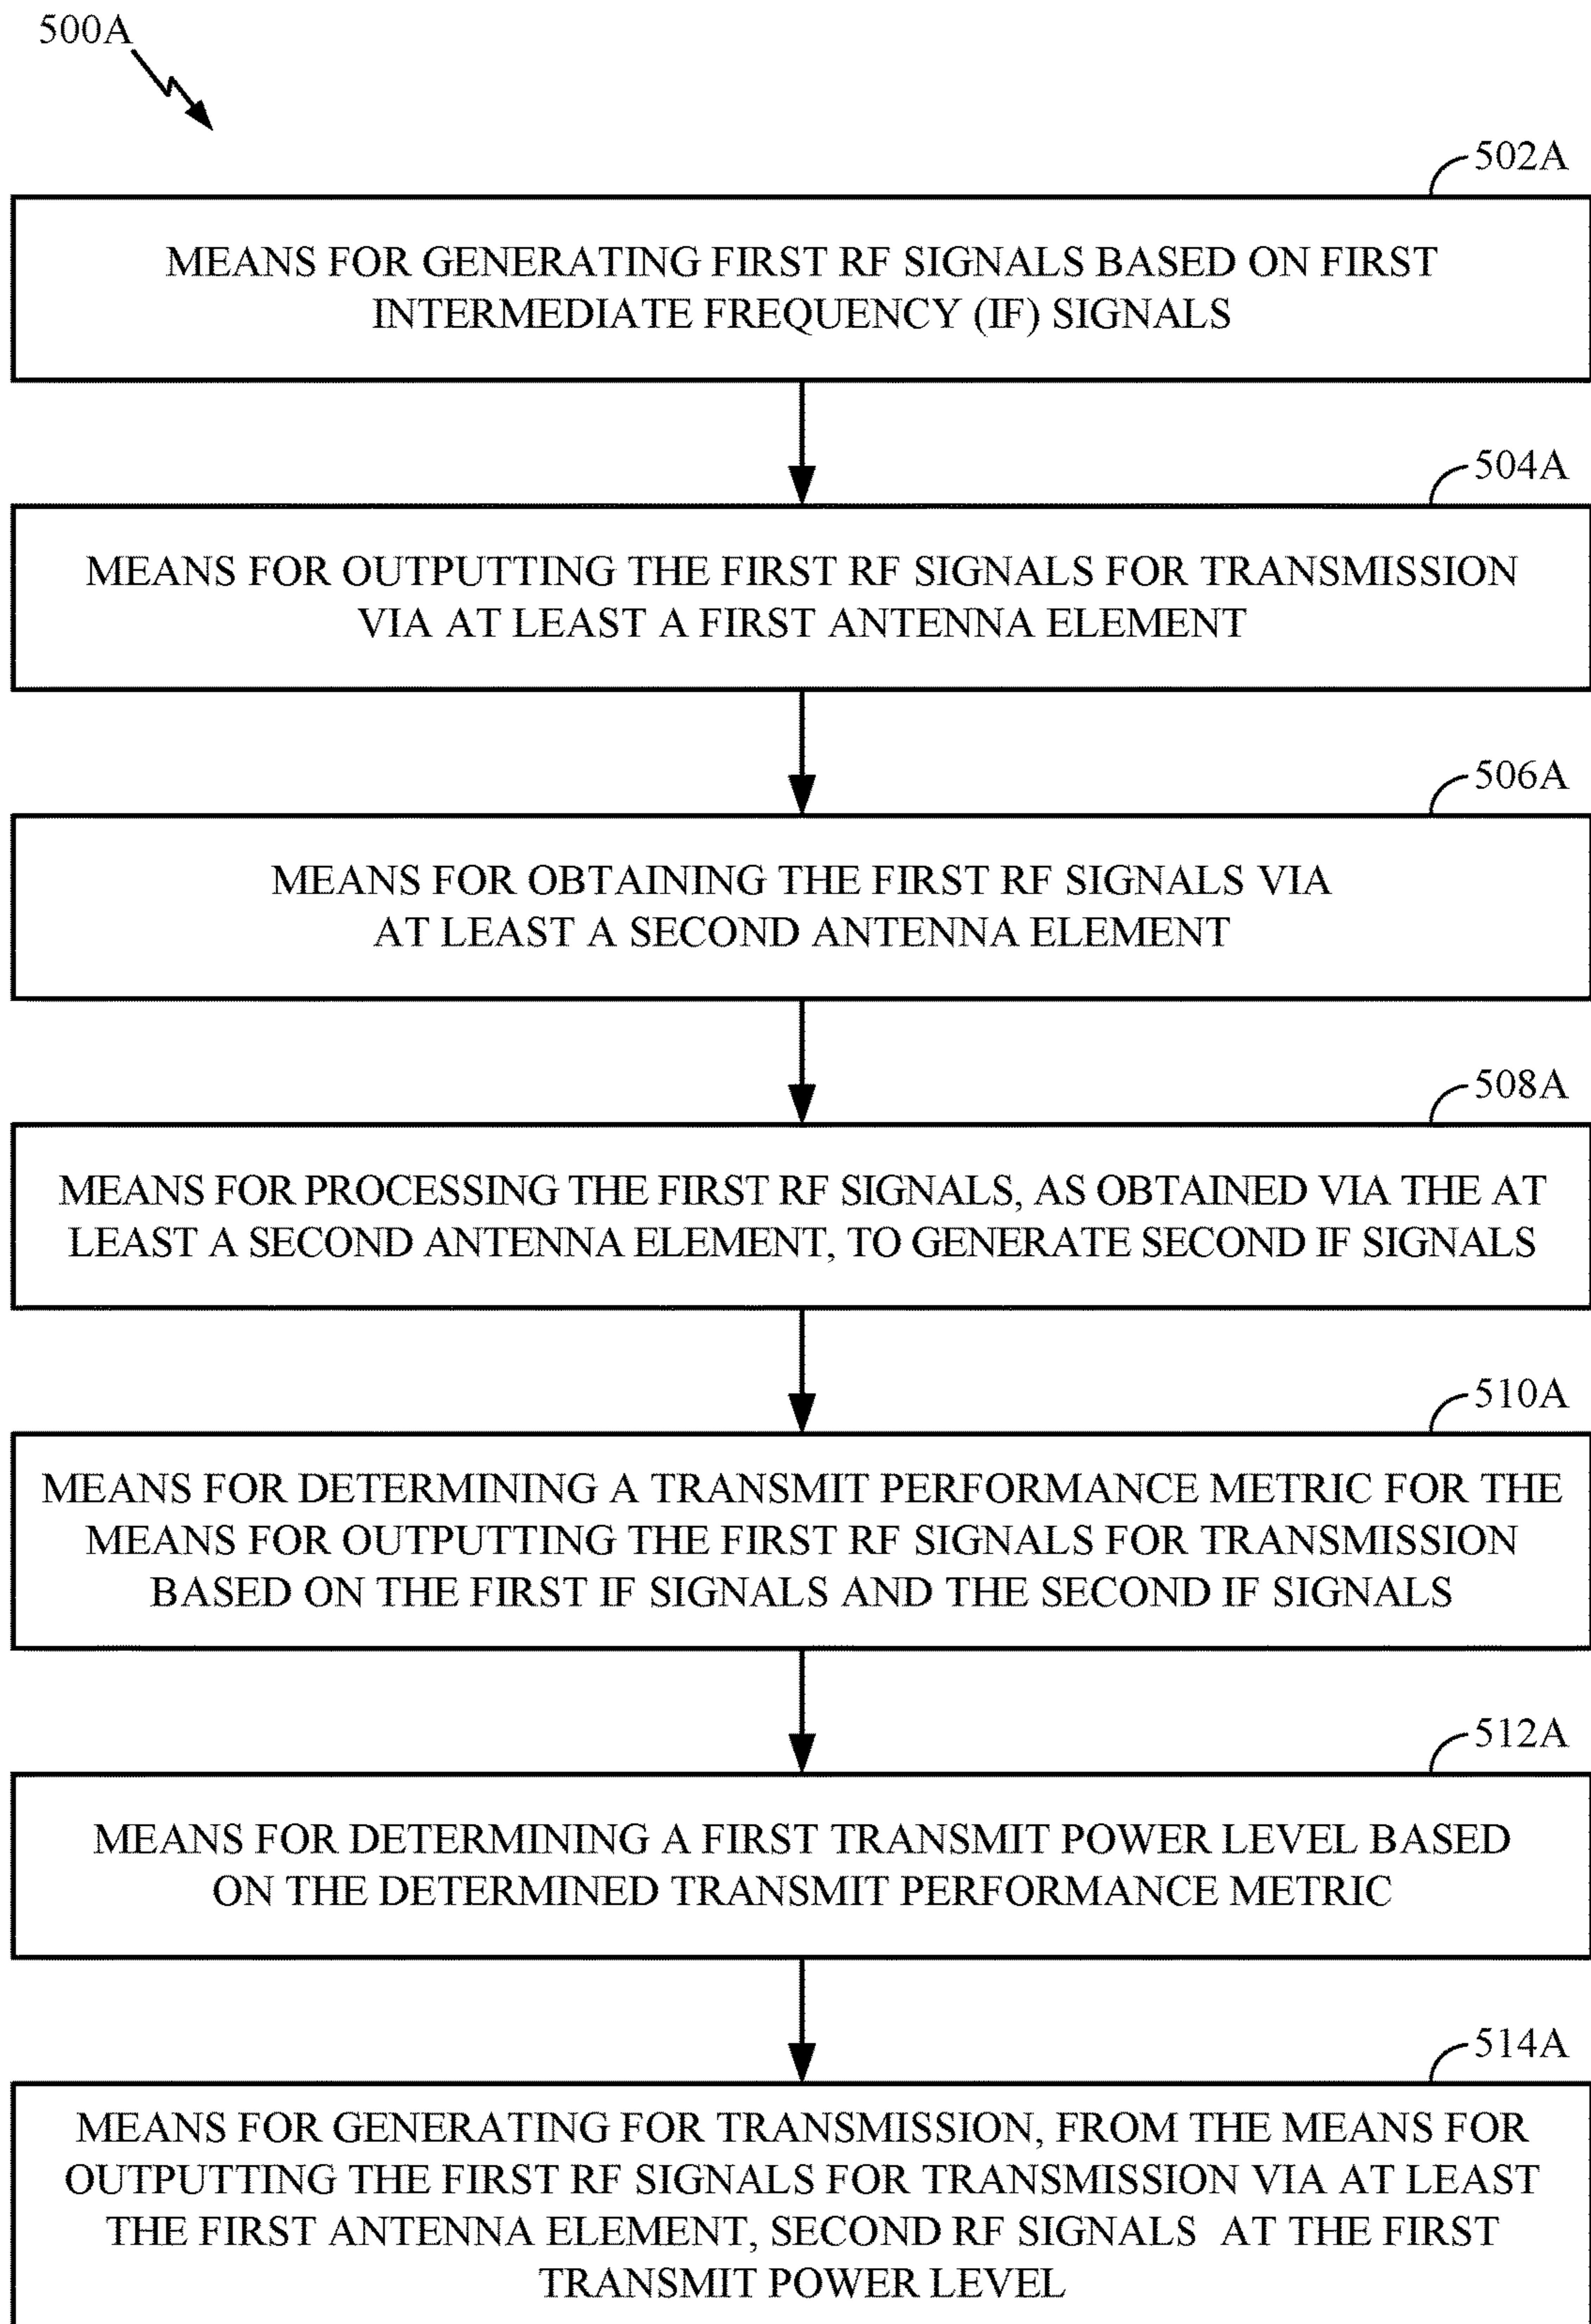 500A
502A
MEANS FOR GENERATING FIRST RF SIGNALS BASED ON FIRST
INTERMEDIATE FREQUENCY (IF) SIGNALS
504A
MEANS FOR OUTPUTTING THE FIRST RF SIGNALS FOR TRANSMISSION
VIA AT LEAST A FIRST ANTENNA ELEMENT
506A
MEANS FOR OBTAINING THE FIRST RF SIGNALS VIA
AT LEAST A SECOND ANTENNA ELEMENT
508A
MEANS FOR PROCESSING THE FIRST RF SIGNALS, AS OBTAINED VIA THE AT
LEAST A SECOND ANTENNA ELEMENT, TO GENERATE SECOND IF SIGNALS
510A
MEANS FOR DETERMINING A TRANSMIT PERFORMANCE METRIC FOR THE
MEANS FOR OUTPUTTING THE FIRST RF SIGNALS FOR TRANSMISSION
BASED ON THE FIRST IF SIGNALS AND THE SECOND IF SIGNALS
512A
MEANS FOR DETERMINING A FIRST TRANSMIT POWER LEVEL BASED
ON THE DETERMINED TRANSMIT PERFORMANCE METRIC
514A
MEANS FOR GENERATING FOR TRANSMISSION, FROM THE MEANS FOR
OUTPUTTING THE FIRST RF SIGNALS FOR TRANSMISSION VIA AT LEAST
THE FIRST ANTENNA ELEMENT, SECOND RF SIGNALS AT THE FIRST
TRANSMIT POWER LEVEL